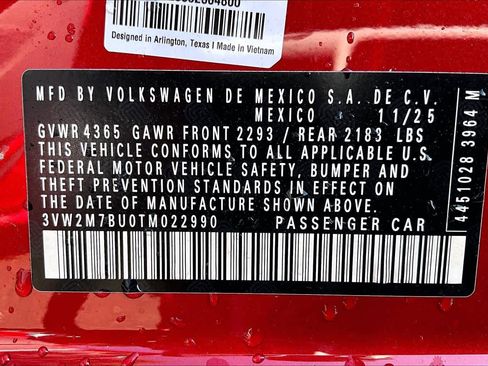 Designed in Arlington, Texas I Made in Vietnam
MFD BY VOLKSWAGEN DE MEXICO S.A. DE C.V.
MEXICO 11/25
GVWR 4365 GAWR FRONT 2293 / REAR 2183 LBS
THIS VEHICLE CONFORMS TO ALL APPLICABLE U.S.
FEDERAL MOTOR VEHICLE SAFETY, BUMPER AND
THEFT PREVENTION STANDARDS IN EFFECT ON THE
DATE OF MANUFACTURE SHOWN ABOVE.
3VW2M7BU0TM022990 PASSENGER CAR
4451028 3964 M